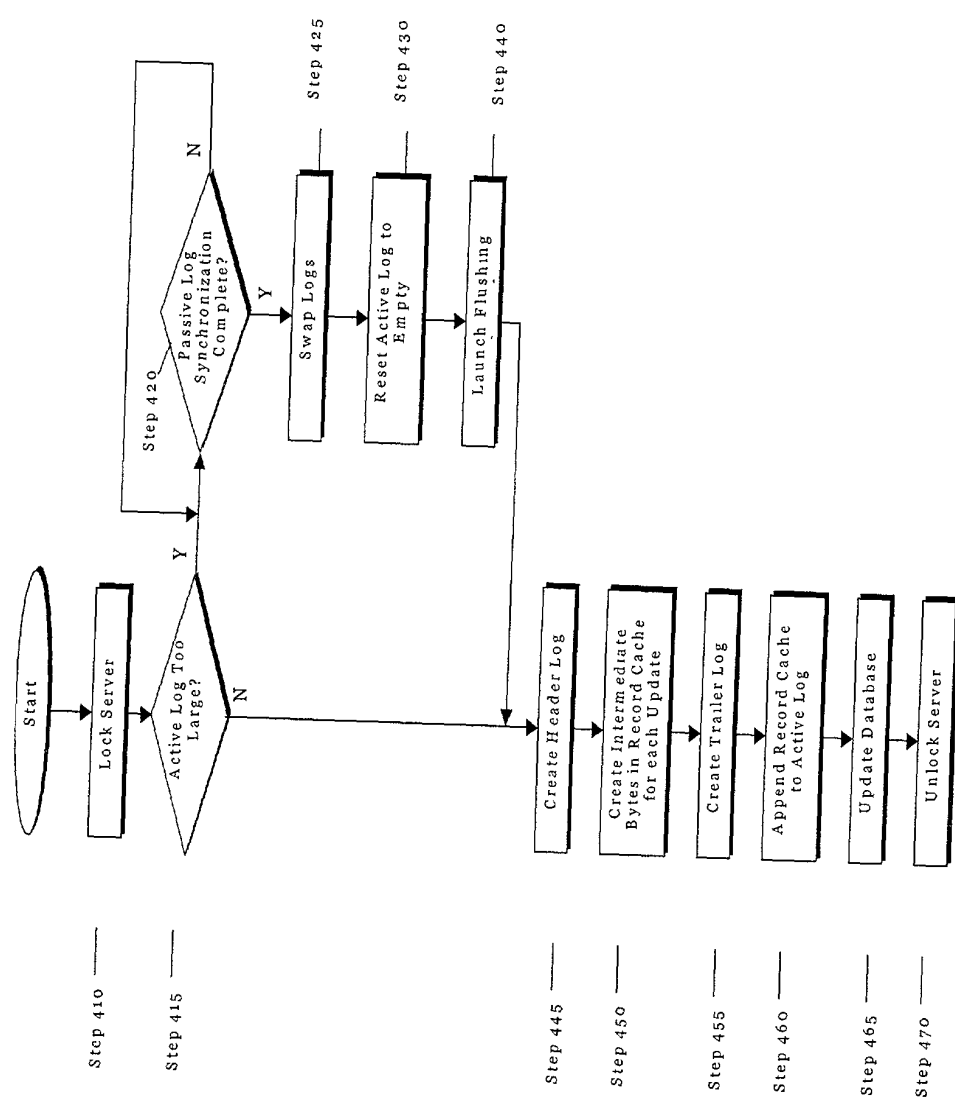 Start
Step 410
Lock Server
Step 415
Active Log Too
Large?
Y
N
Step 420
Passive Log
Synchronization
Complete?
N
Y
Swap Logs
Step 425
Reset Active Log to
Empty
Step 430
Launch Flushing
Step 440
Step 445
Create Header Log
Step 450
Create Intermediate
Bytes in Record Cache
for each Update
Step 455
Create Trailer Log
Step 460
Append Record Cache
to Active Log
Step 465
Update Database
Step 470
Unlock Server